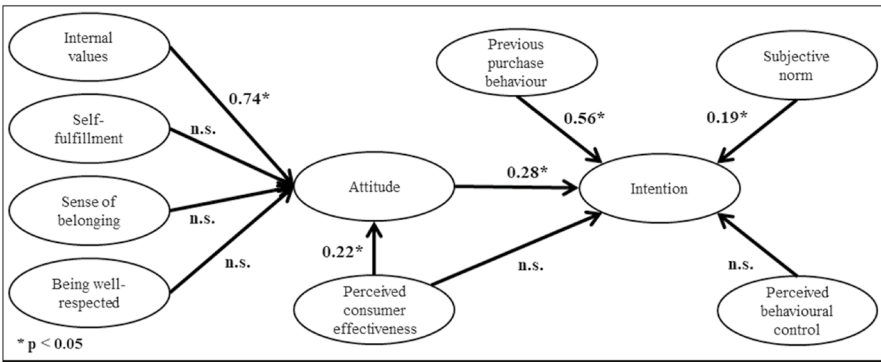 Internal
values
Self-
fulfillment
Sense of
belonging
Being well-
respected
0.74*
n.s.
n.s.
n.s.
Attitude
0.22*
Perceived
consumer
effectiveness
Previous
purchase
behaviour
0.56*
0.28*
n.s.
Subjective
norm
0.19*
Intention
n.s.
Perceived
behavioural
control
* p < 0.05